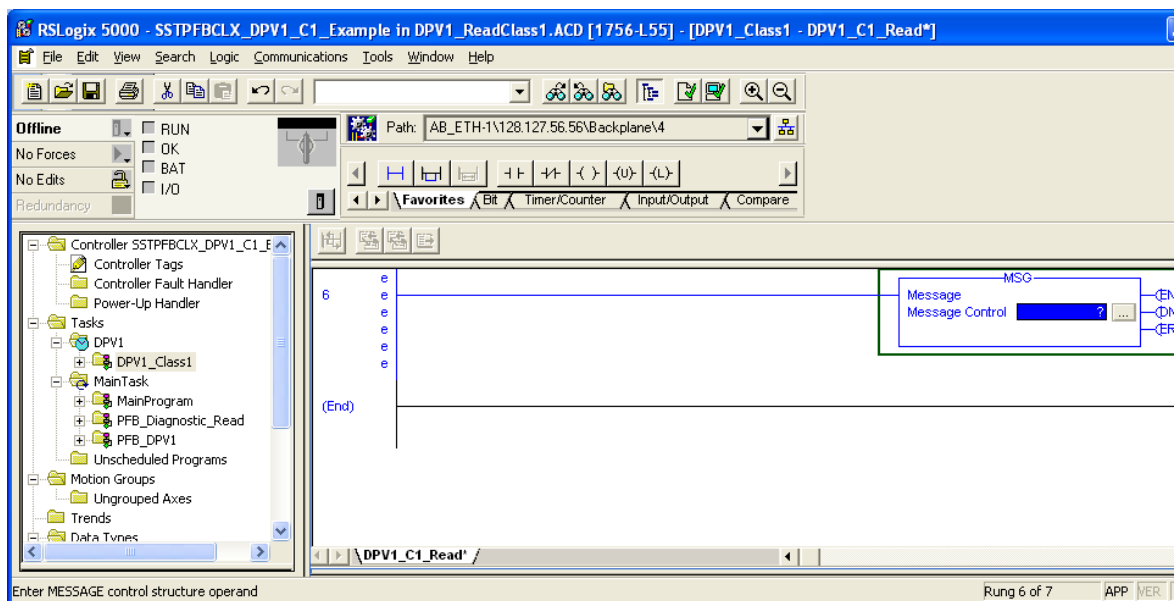 RSLogix 5000 - SSTPFBCLX_DPV1_C1_Example in DPV1_ReadClass1.ACD [1756-L55] - [DPV1_Class1 - DPV1_C1_Read*]
File Edit View Search Logic Communications Tools Window Help
Offline
RUN
No Forces
OK
No Edits
BAT
I/O
Redundancy
Path: AB_ETH-1\128.127.56.56\Backplane\4
Favorites Bit Timer/Counter Input/Output Compare
Controller SSTPFBCLX_DPV1_C1_E
Controller Tags
Controller Fault Handler
Power-Up Handler
Tasks
DPV1
DPV1_Class1
MainTask
MainProgram
PFB_Diagnostic_Read
PFB_DPV1
Unscheduled Programs
Motion Groups
Ungrouped Axes
Trends
Data Types
e
6 e
e
e
e
e
MSG
Message
Message Control ? ...
EN
DN
ER
(End)
DPV1_C1_Read*
Enter MESSAGE control structure operand
Rung 6 of 7 APP VER